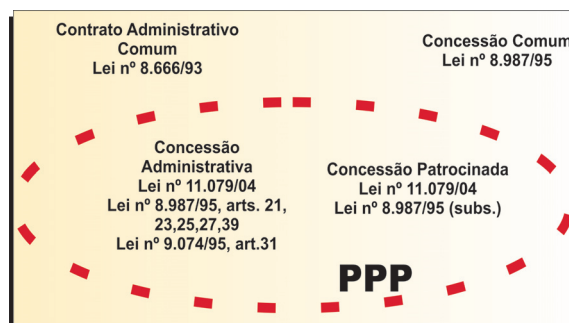 Contrato Administrativo
Comum
Lei nº 8.666/93
Concessão Comum
Lei nº 8.987/95
Concessão
Administrativa
Lei nº 11.079/04
Lei nº 8.987/95, arts. 21,
23,25,27,39
Lei nº 9.074/95, art.31
Concessão Patrocinada
Lei nº 11.079/04
Lei nº 8.987/95 (subs.)
PPP